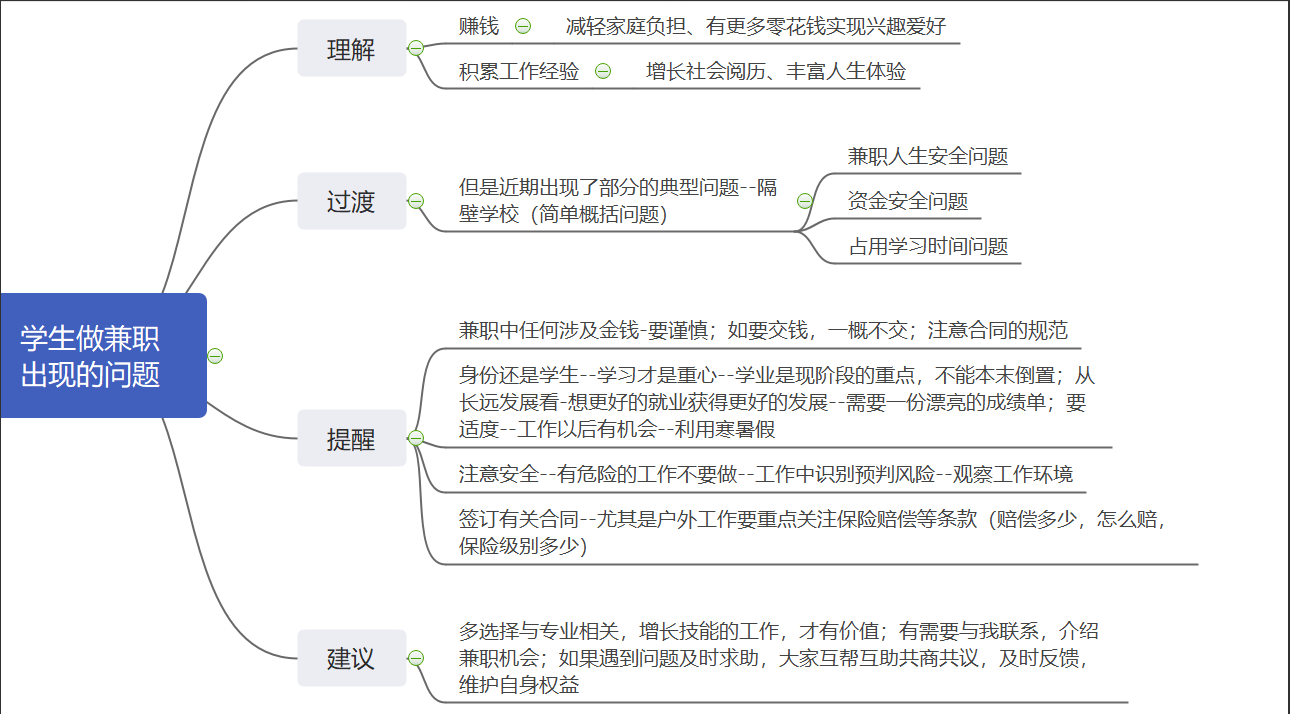 学生做兼职
出现的问题
理解
赚钱
减轻家庭负担、有更多零花钱实现兴趣爱好
积累工作经验
增长社会阅历、丰富人生体验
过渡
但是近期出现了部分的典型问题--隔
壁学校（简单概括问题）
兼职人生安全问题
资金安全问题
占用学习时间问题
提醒
兼职中任何涉及金钱-要谨慎；如要交钱，一概不交；注意合同的规范
身份还是学生--学习才是重心--学业是现阶段的重点，不能本末倒置；从
长远发展看-想更好的就业获得更好的发展--需要一份漂亮的成绩单；要
适度--工作以后有机会--利用寒暑假
注意安全--有危险的工作不要做--工作中识别预判风险--观察工作环境
签订有关合同--尤其是户外工作要重点关注保险赔偿等条款（赔偿多少，怎么赔，
保险级别多少）
建议
多选择与专业相关，增长技能的工作，才有价值；有需要与我联系，介绍
兼职机会；如果遇到问题及时求助，大家互帮互助共商共议，及时反馈，
维护自身权益